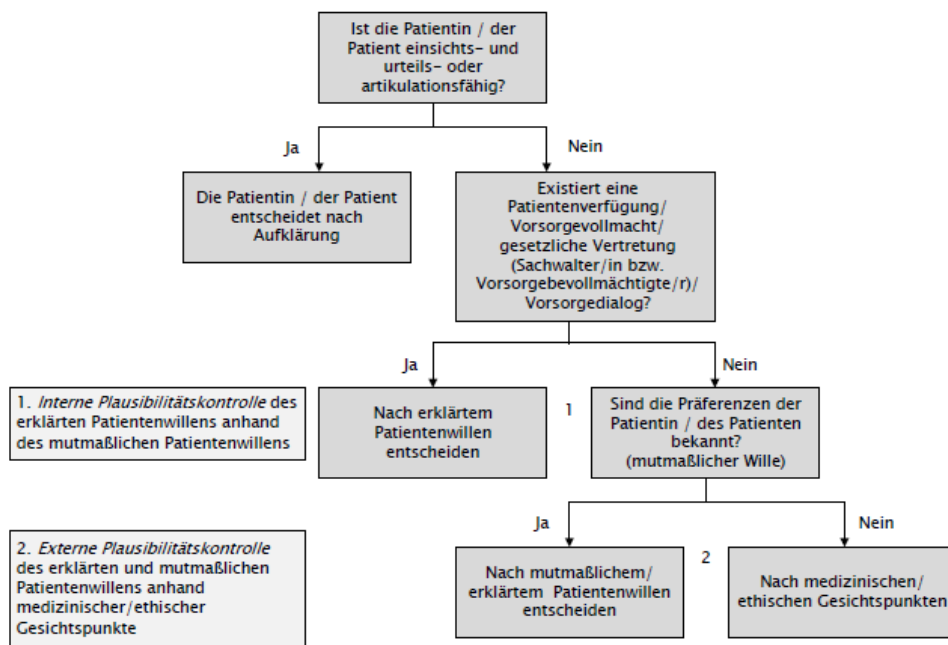 Ist die Patientin / der
Patient einsichts- und
urteils- oder
artikulationsfähig?
Ja
Nein
Die Patientin / der Patient
entscheidet nach
Aufklärung
Existiert eine
Patientenverfügung/
Vorsorgevollmacht/
gesetzliche Vertretung
(Sachwalter/in bzw.
Vorsorgebevollmächtigte/r)/
Vorsorgedialog?
Ja
Nein
1. Interne Plausibilitätskontrolle des
erklärten Patientenwillens anhand
des mutmaßlichen Patientenwillens
Nach erklärtem
Patientenwillen
entscheiden
1
Sind die Präferenzen der
Patientin / des Patienten
bekannt?
(mutmaßlicher Wille)
Ja
Nein
2. Externe Plausibilitätskontrolle
des erklärten und mutmaßlichen
Patientenwillens anhand
medizinischer/ethischer
Gesichtspunkte
Nach mutmaßlichem/
erklärtem Patientenwillen
entscheiden
2
Nach medizinischen/
ethischen Gesichtspunkten